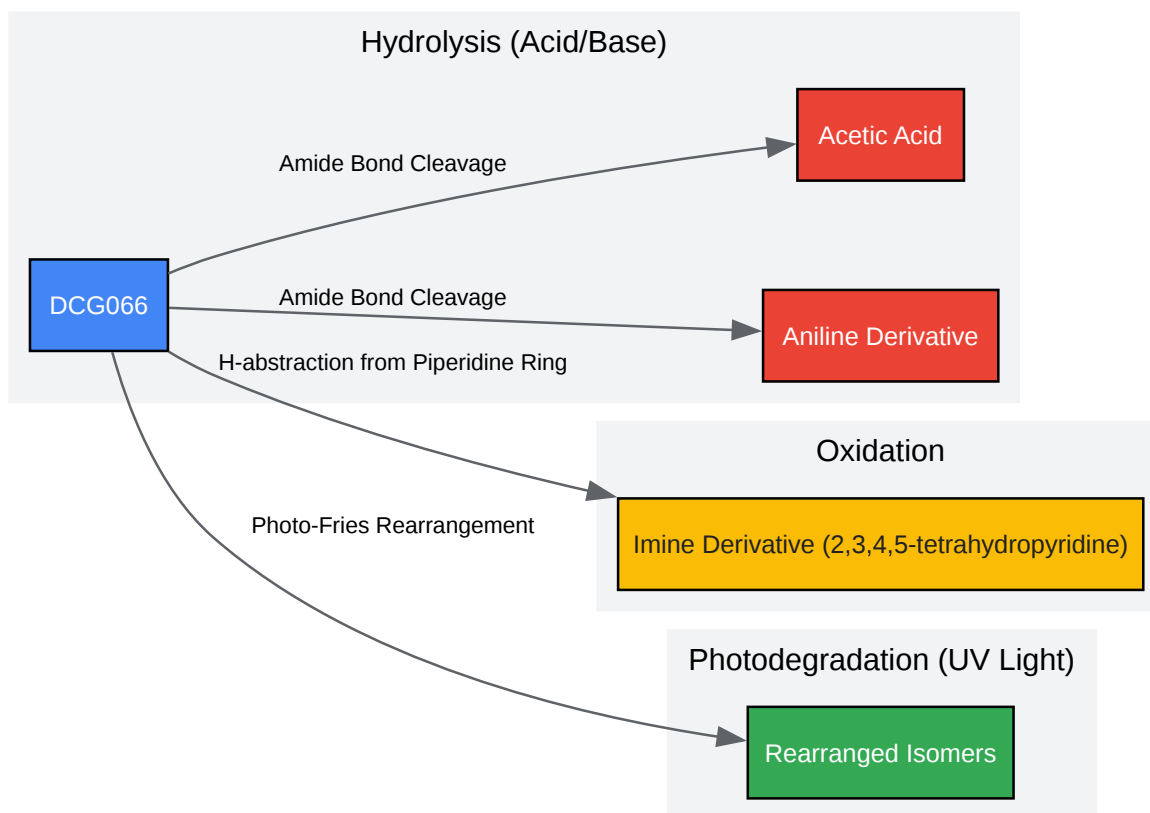 Hydrolysis (Acid/Base)
Acetic Acid
Amide Bond Cleavage
DCG066
Amide Bond Cleavage
Aniline Derivative
H-abstraction from Piperidine Ring
Oxidation
Imine Derivative (2,3,4,5-tetrahydropyridine)
Photo-Fries Rearrangement
Photodegradation (UV Light)
Rearranged Isomers